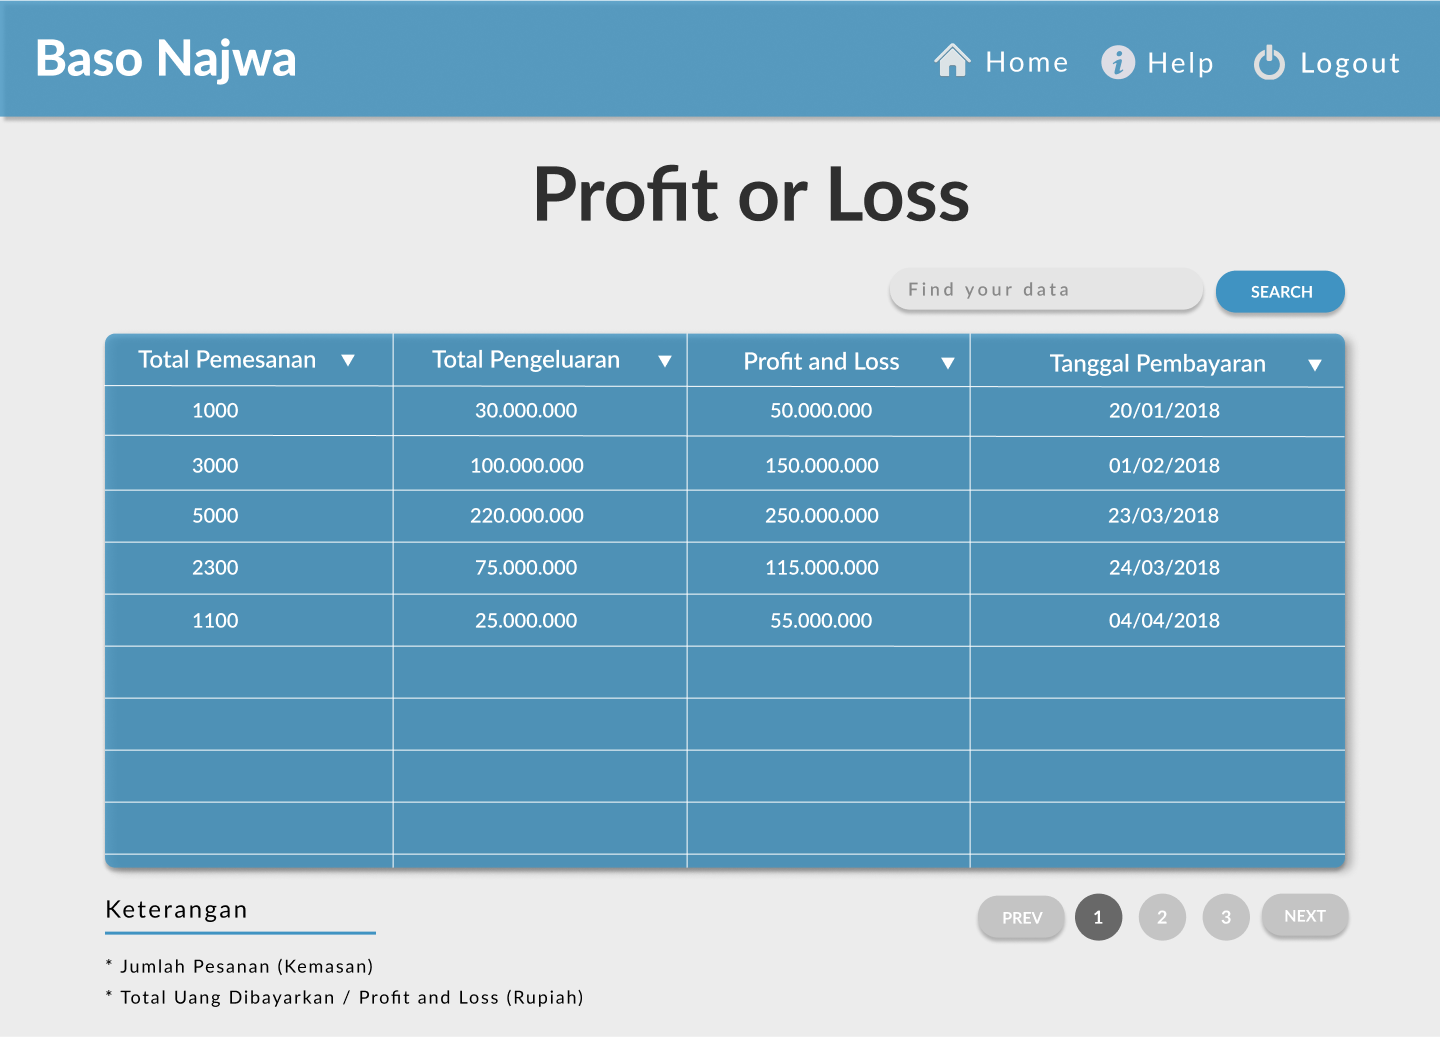 Baso Najwa
Home Help Logout
Profit or Loss
Find your data SEARCH
Total Pemesanan ▼ Total Pengeluaran ▼ Profit and Loss ▼ Tanggal Pembayaran ▼
1000 30.000.000 50.000.000 20/01/2018
3000 100.000.000 150.000.000 01/02/2018
5000 220.000.000 250.000.000 23/03/2018
2300 75.000.000 115.000.000 24/03/2018
1100 25.000.000 55.000.000 04/04/2018
Keterangan
PREV 1 2 3 NEXT
* Jumlah Pesanan (Kemasan)
* Total Uang Dibayarkan / Profit and Loss (Rupiah)